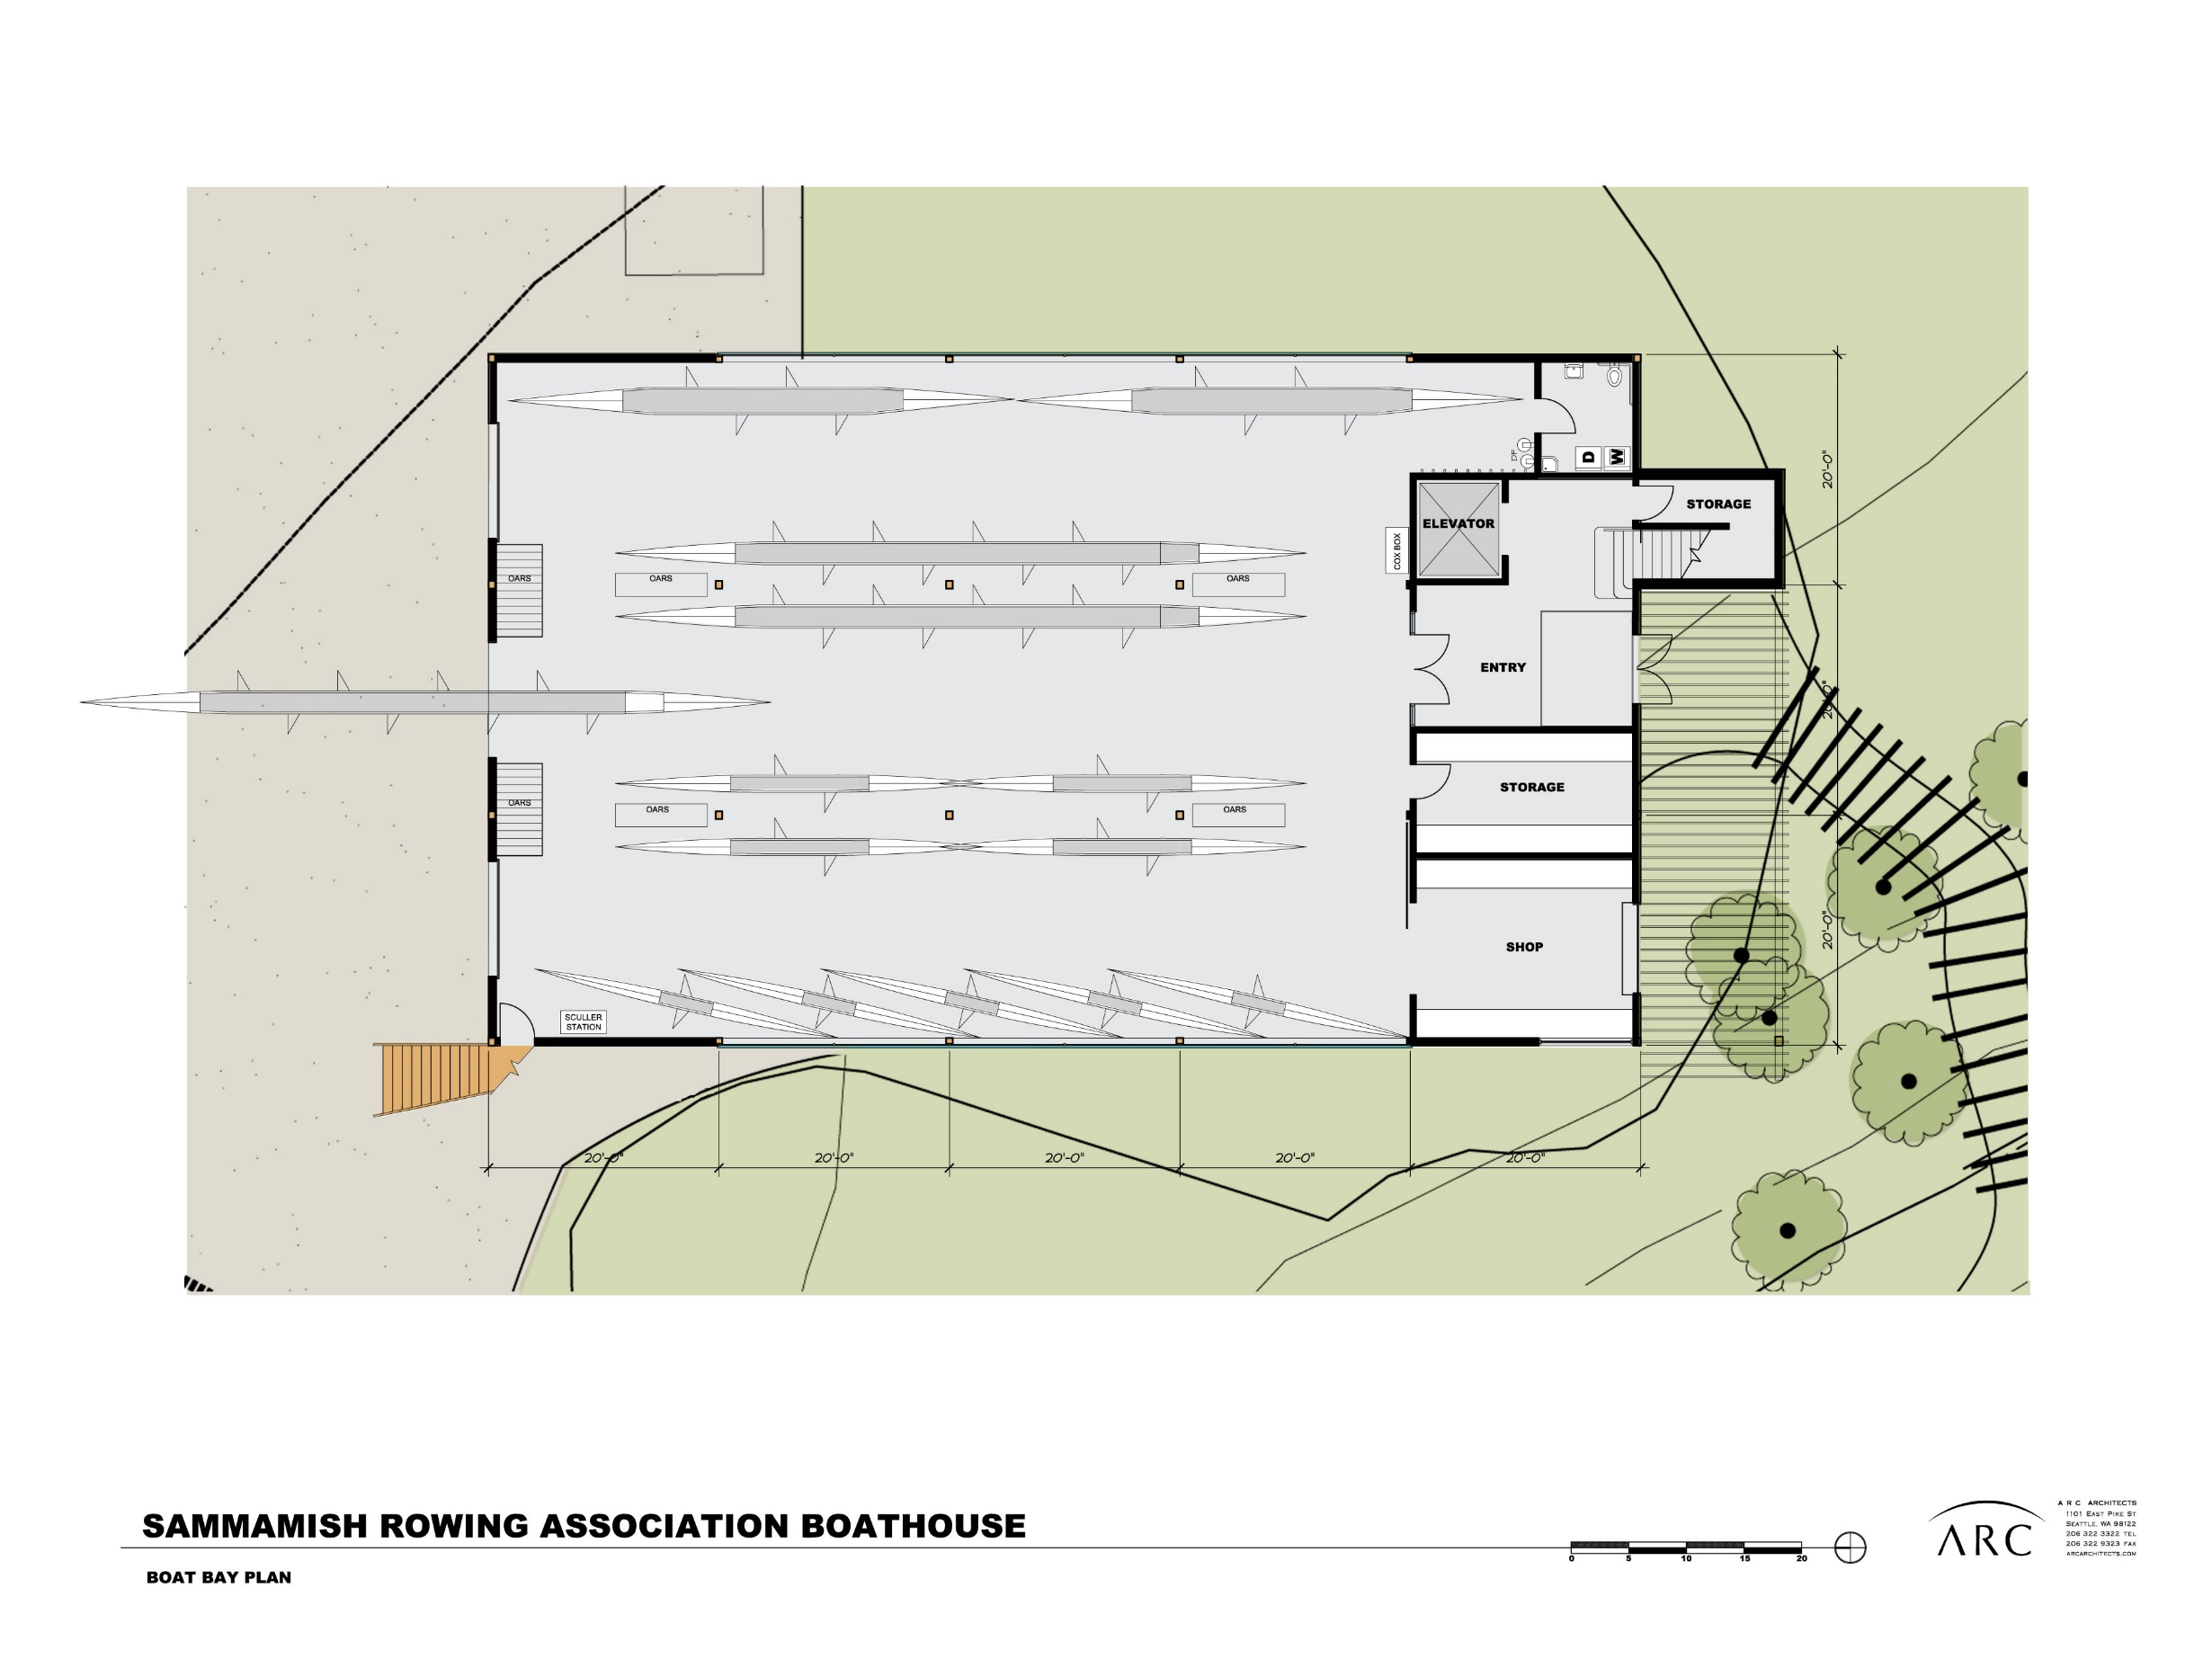 20'-0"
D
W
DF
STORAGE
ELEVATOR
COX BOX
OARS
OARS
OARS
20'-0"
ENTRY
STORAGE
OARS
OARS
OARS
20'-0"
SHOP
SCULLER
STATION
20'-0"
20'-0"
20'-0"
20'-0"
20'-0"
SAMMAMISH ROWING ASSOCIATION BOATHOUSE
BOAT BAY PLAN
0 5 10 15 20
ARC
ARC ARCHITECTS
1101 EAST PIKE ST
SEATTLE, WA 98122
206 322 3322 TEL
206 322 9323 FAX
ARCARCHITECTS.COM